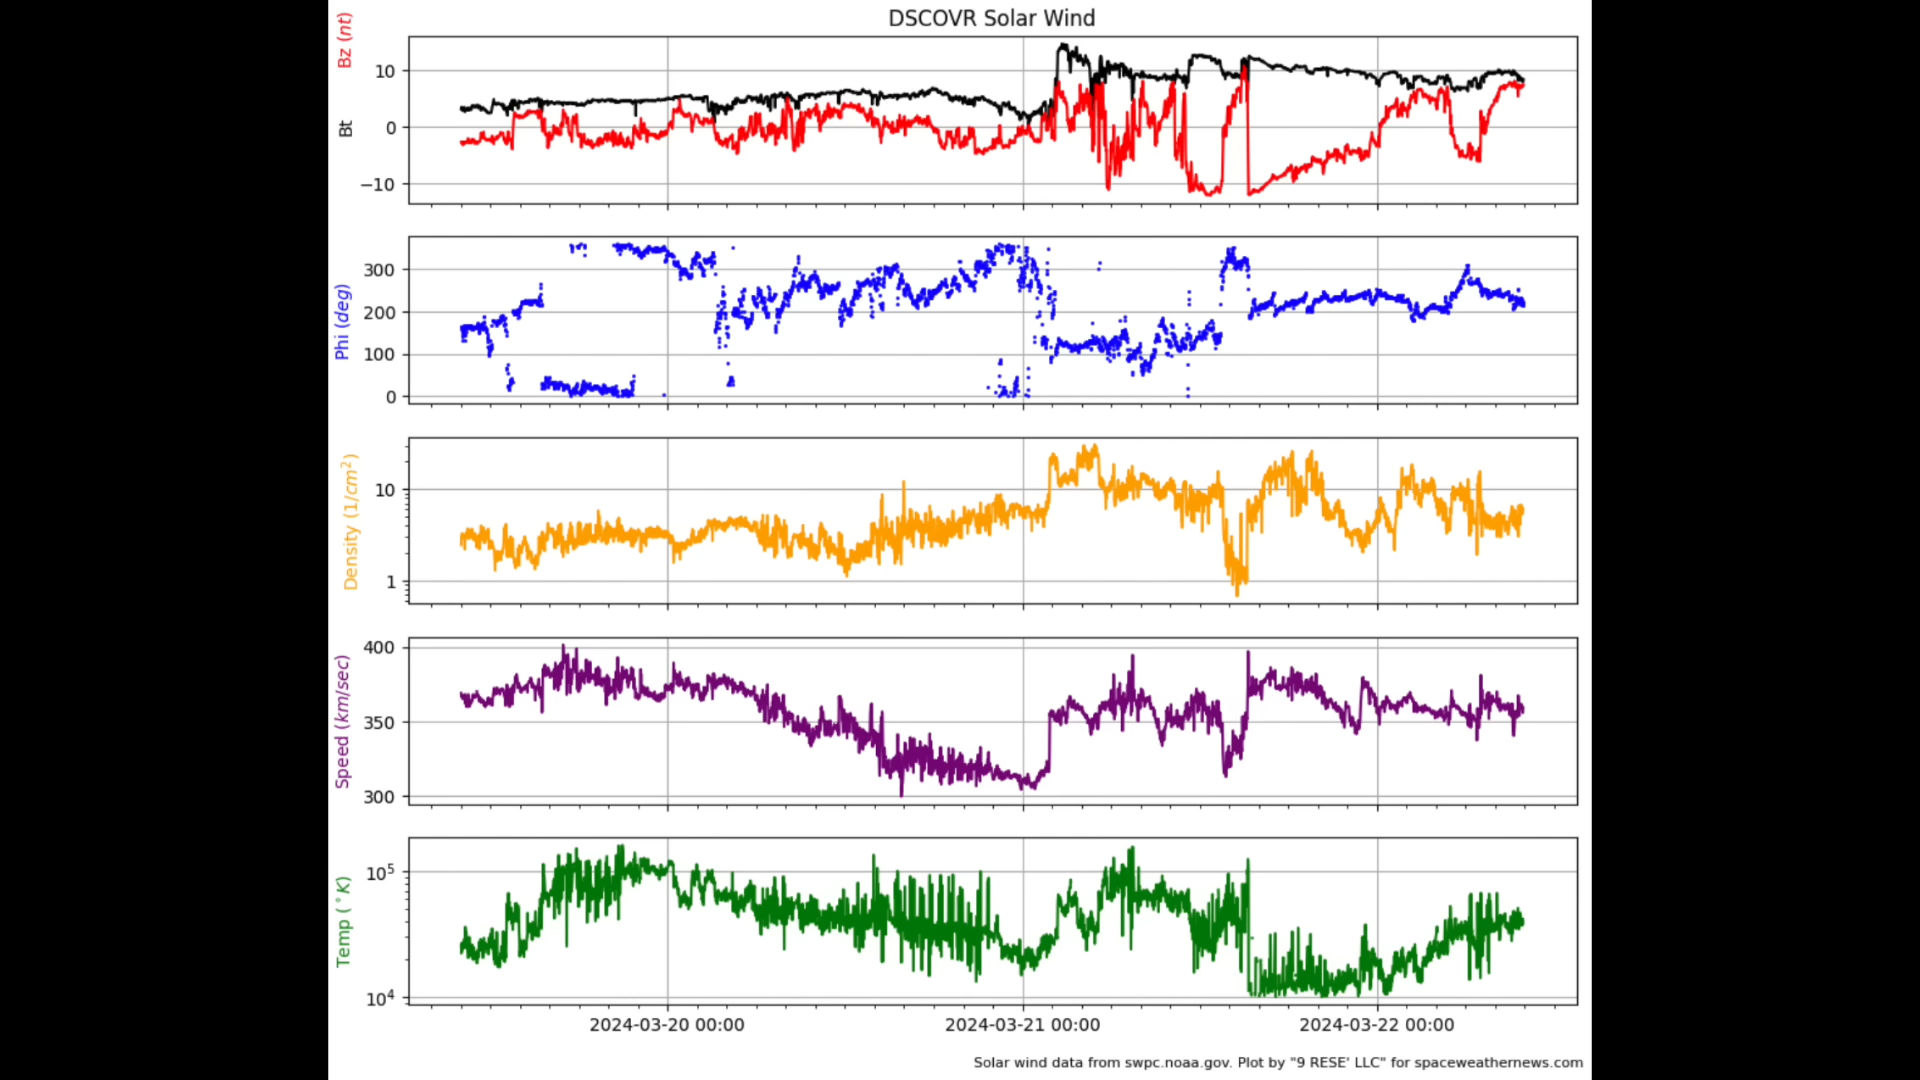 DSCOVR Solar Wind
Bt Bz (nt)
10
0
−10
Phi (deg)
300
200
100
0
Density (1/cm²)
10
1
Speed (km/sec)
400
350
300
Temp (°K)
10⁵
10⁴
2024-03-20 00:00 2024-03-21 00:00 2024-03-22 00:00
Solar wind data from swpc.noaa.gov. Plot by "9 RESE' LLC" for spaceweathernews.com